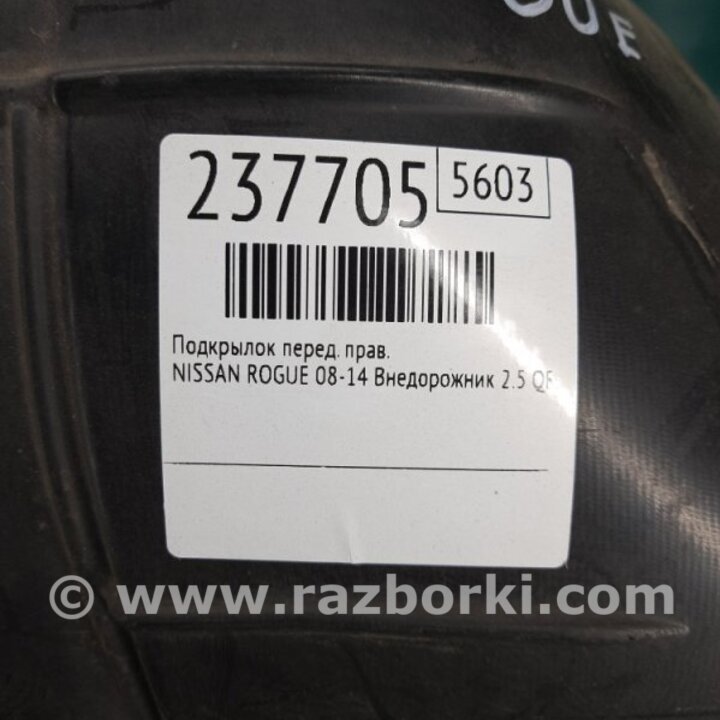 237705 5603
Подкрылок перед. прав.
NISSAN ROGUE 08-14 Внедорожник 2.5
© www.razborki.com